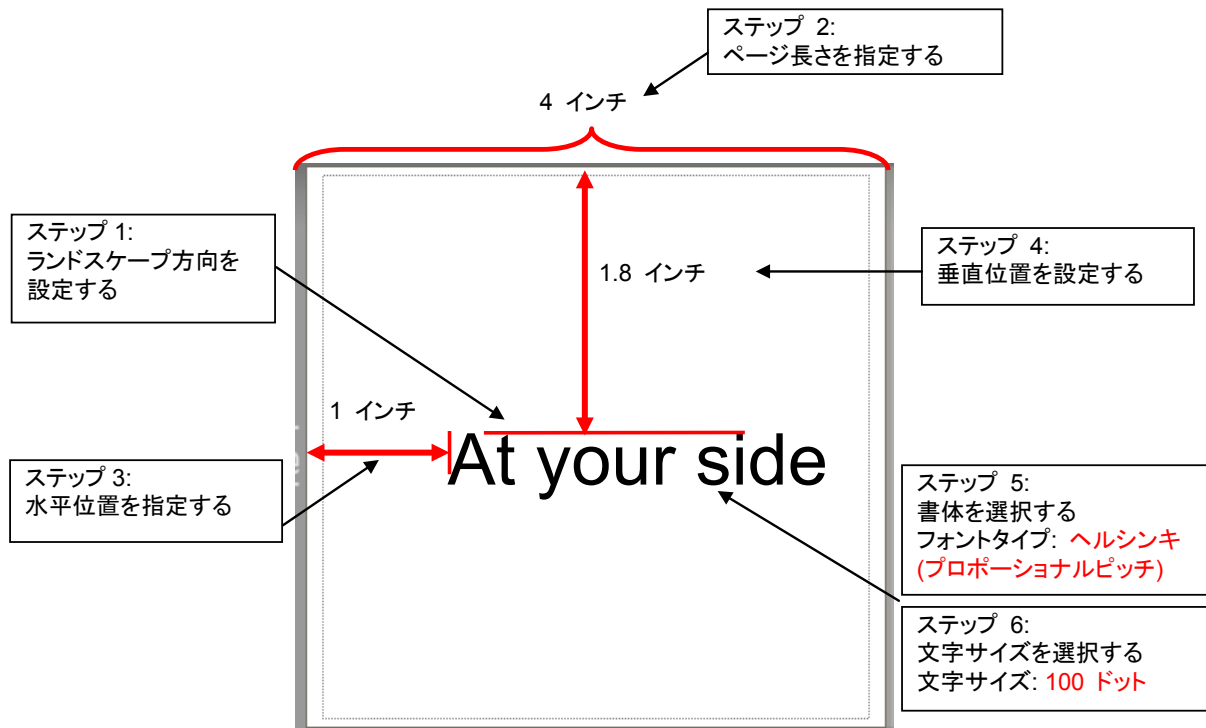 ステップ 2:
ページ長さを指定する
4 インチ
ステップ 1:
ランドスケープ方向を
設定する
1.8 インチ
ステップ 4:
垂直位置を設定する
1 インチ
At your side
ステップ 3:
水平位置を指定する
ステップ 5:
書体を選択する
フォントタイプ: ヘルシンキ
(プロポーショナルピッチ)
ステップ 6:
文字サイズを選択する
文字サイズ: 100 ドット